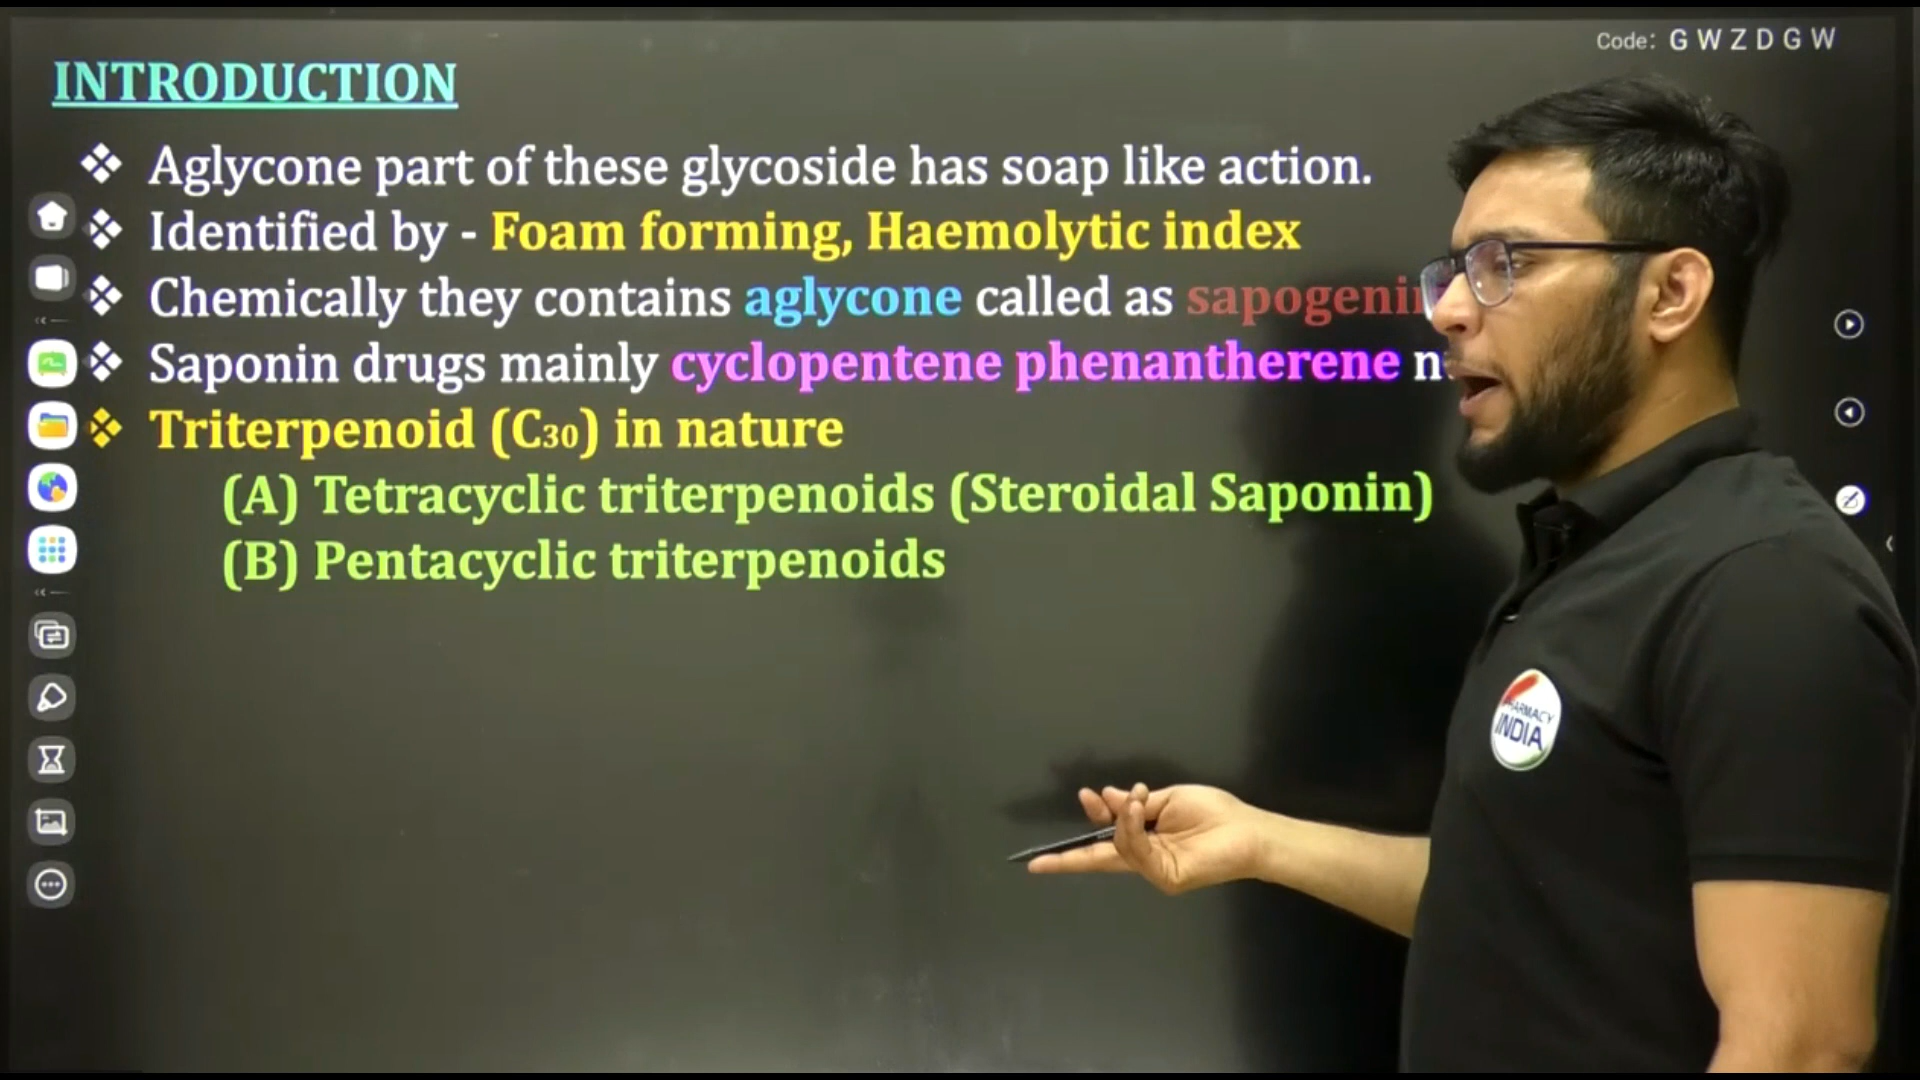 Code: GWZDGW
INTRODUCTION
❖ Aglycone part of these glycoside has soap like action.
❖ Identified by - Foam forming, Haemolytic index
❖ Chemically they contains aglycone called as
❖ Saponin drugs mainly cyclopentene phenantherene
❖ Triterpenoid (C₃₀) in nature
(A) Tetracyclic triterpenoids (Steroidal Saponin)
(B) Pentacyclic triterpenoids
INDIA